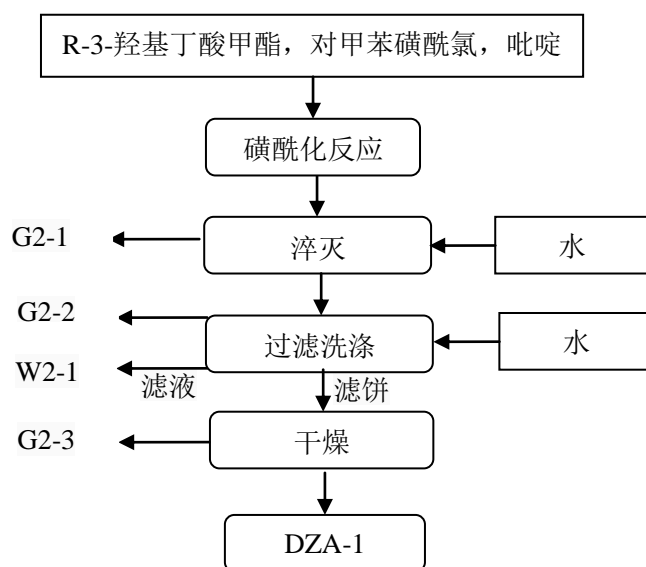 R-3-羟基丁酸甲酯，对甲苯磺酰氯，吡啶
磺酰化反应
G2-1
淬灭
水
G2-2
过滤洗涤
水
W2-1
滤液
滤饼
G2-3
干燥
DZA-1